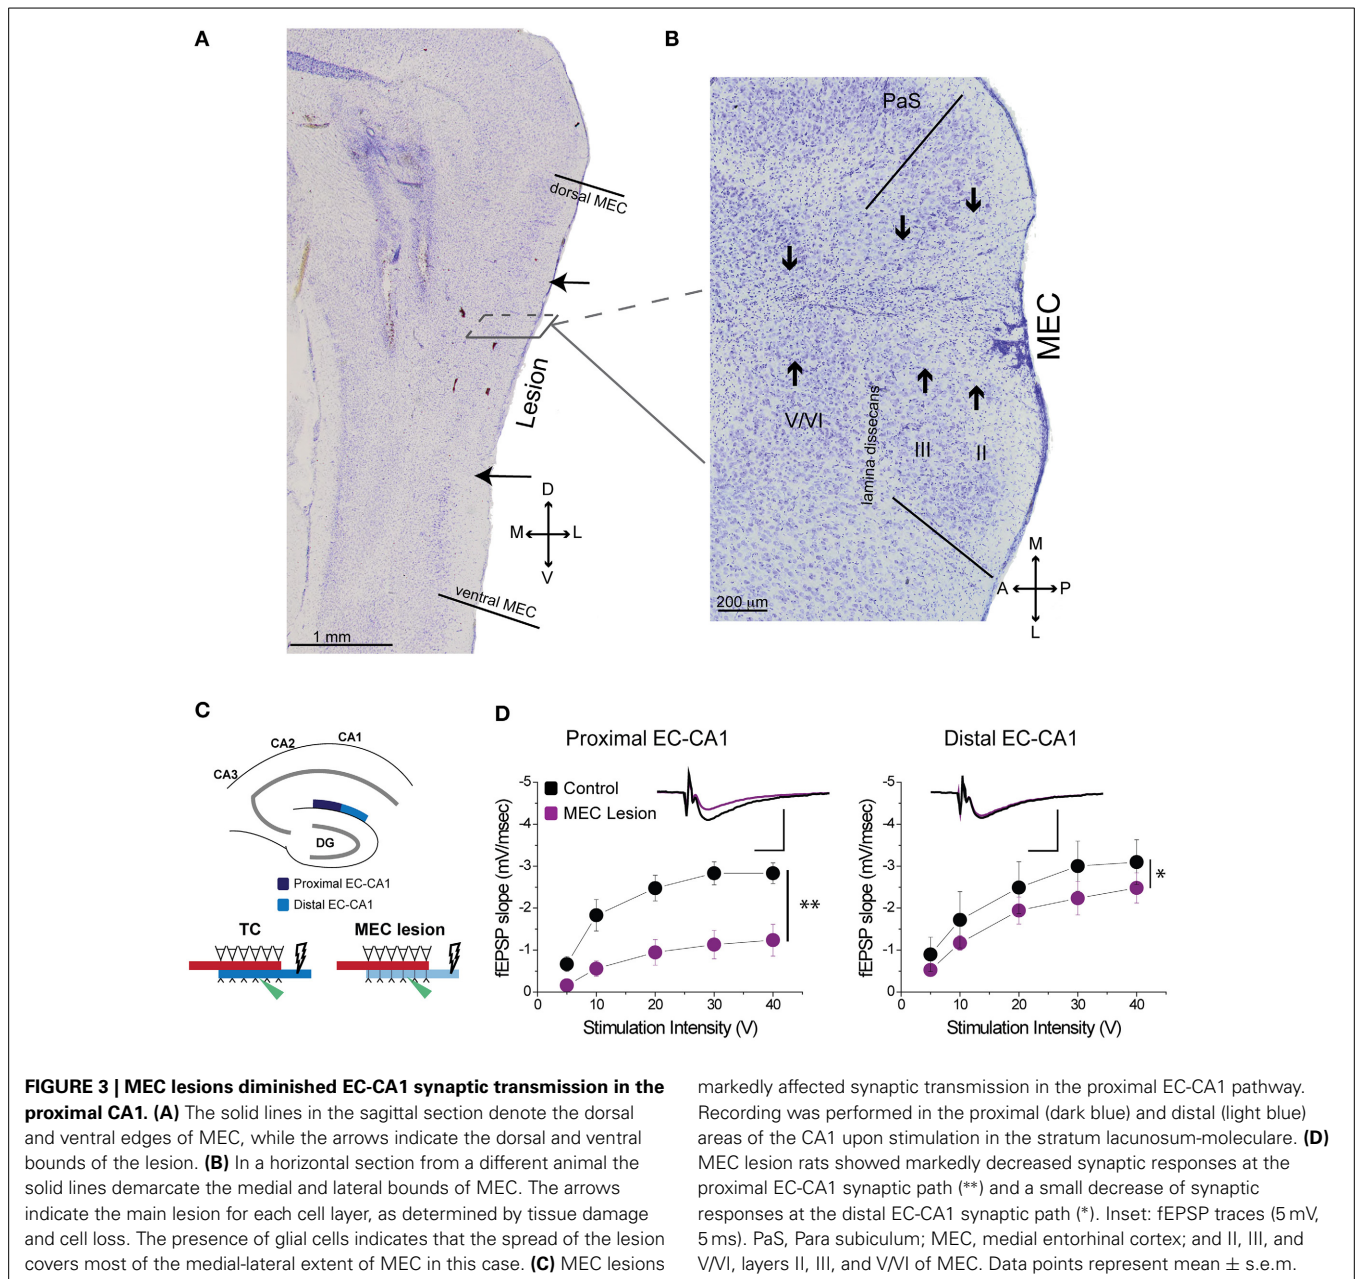 A
dorsal MEC
Lesion
D
M L
V
ventral MEC
1 mm
B
PaS
MEC
V/VI
lamina dissecans
III
II
200 µm
M
A P
L
C
CA1
CA2
CA3
DG
Proximal EC-CA1
Distal EC-CA1
TC
MEC lesion
D
Proximal EC-CA1
Control
MEC Lesion
fEPSP slope (mV/msec)
-5
-4
-3
-2
-1
0
0 10 20 30 40
Stimulation Intensity (V)
**
Distal EC-CA1
fEPSP slope (mV/msec)
-5
-4
-3
-2
-1
0
0 10 20 30 40
Stimulation Intensity (V)
*
FIGURE 3 | MEC lesions diminished EC-CA1 synaptic transmission in the
proximal CA1. (A) The solid lines in the sagittal section denote the dorsal
and ventral edges of MEC, while the arrows indicate the dorsal and ventral
bounds of the lesion. (B) In a horizontal section from a different animal the
solid lines demarcate the medial and lateral bounds of MEC. The arrows
indicate the main lesion for each cell layer, as determined by tissue damage
and cell loss. The presence of glial cells indicates that the spread of the lesion
covers most of the medial-lateral extent of MEC in this case. (C) MEC lesions
markedly affected synaptic transmission in the proximal EC-CA1 pathway.
Recording was performed in the proximal (dark blue) and distal (light blue)
areas of the CA1 upon stimulation in the stratum lacunosum-moleculare. (D)
MEC lesion rats showed markedly decreased synaptic responses at the
proximal EC-CA1 synaptic path (**) and a small decrease of synaptic
responses at the distal EC-CA1 synaptic path (*). Inset: fEPSP traces (5 mV,
5 ms). PaS, Para subiculum; MEC, medial entorhinal cortex; and II, III, and
V/VI, layers II, III, and V/VI of MEC. Data points represent mean ± s.e.m.